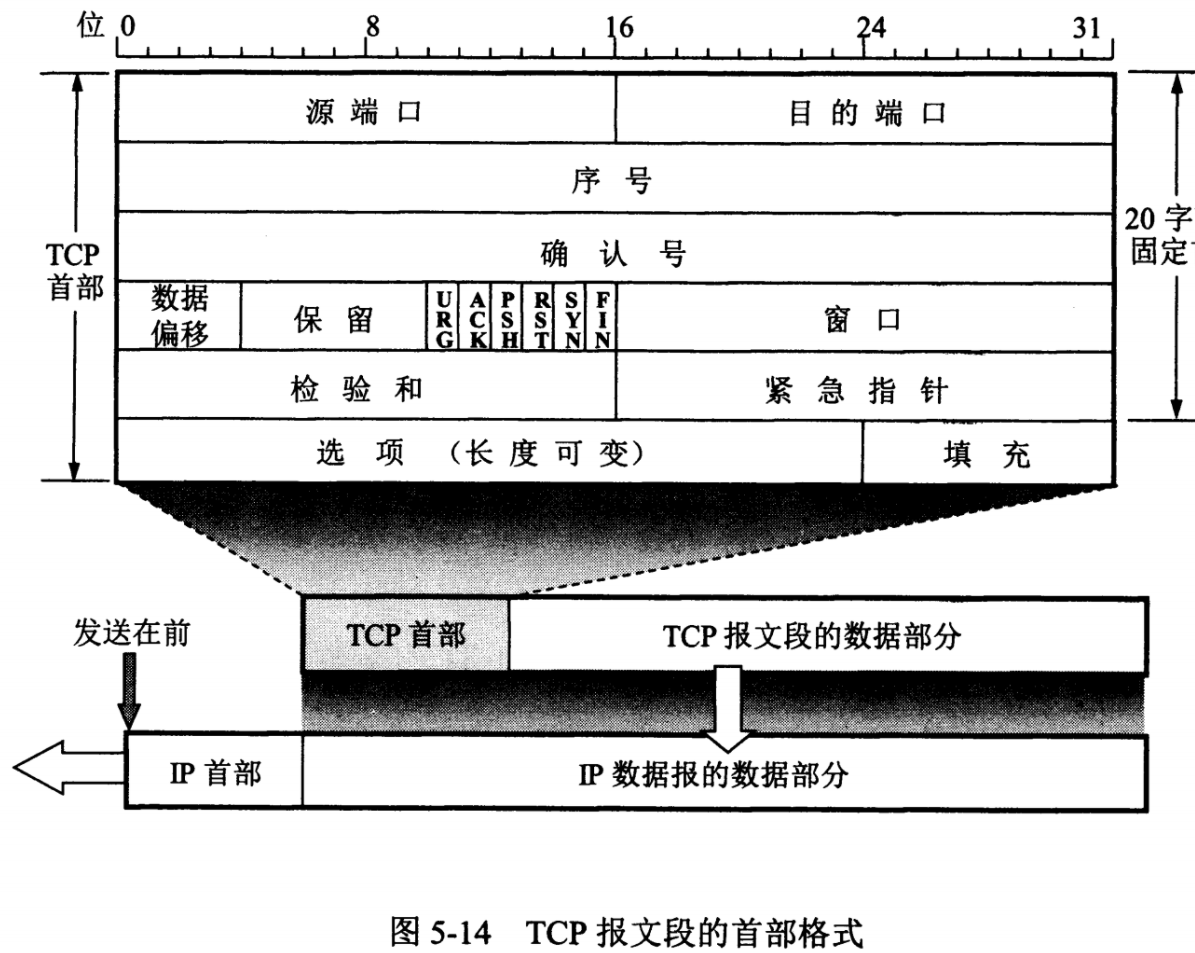 位 0 8 16 24 31
源端口 目的端口
序号
确认号
TCP
首部
20 字
固定
数据
偏移
保留
URG
ACK
PSH
RST
SYN
FIN
窗口
检验和 紧急指针
选项（长度可变） 填充
发送在前
TCP 首部 TCP 报文段的数据部分
IP 首部 IP 数据报的数据部分
图 5-14 TCP 报文段的首部格式